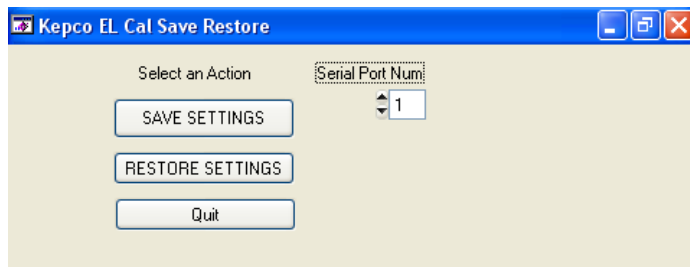 Kepco EL Cal Save Restore
Select an Action
Serial Port Num
SAVE SETTINGS
1
RESTORE SETTINGS
Quit